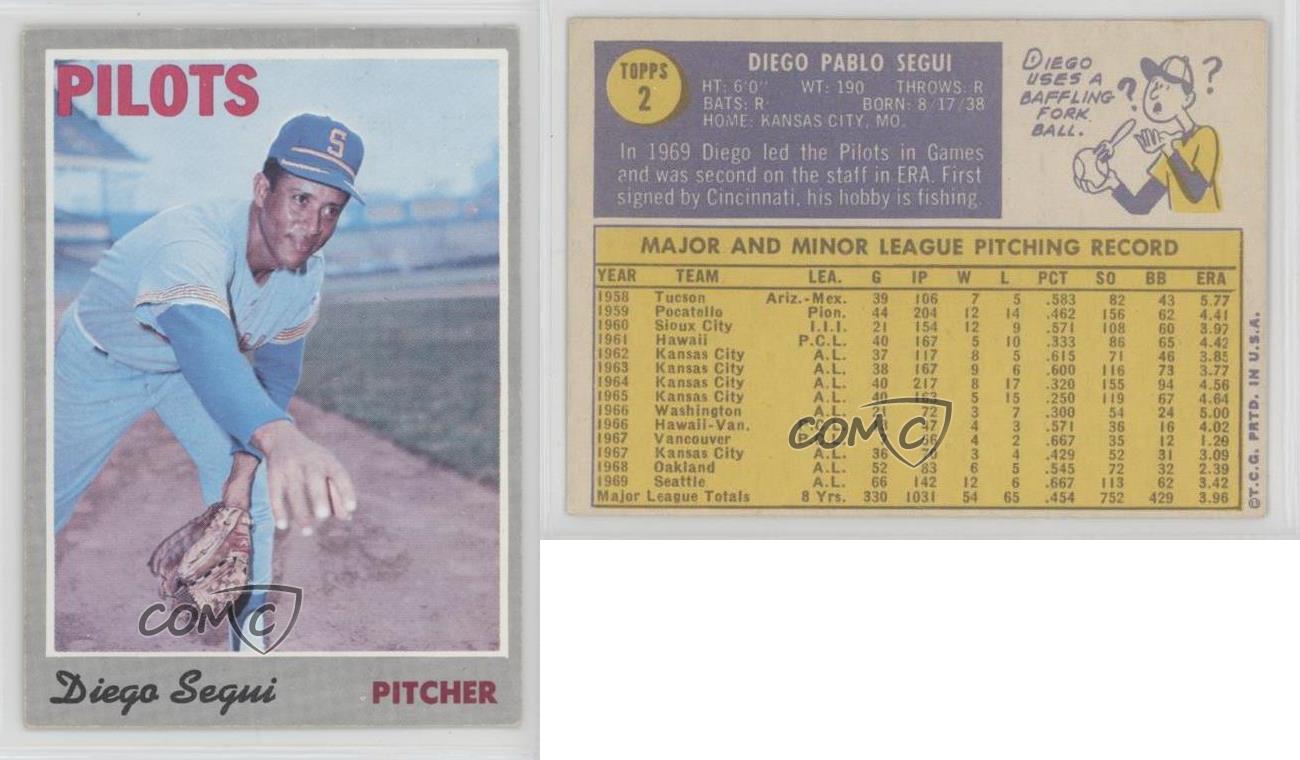 PILOTS
S
Diego Segui
PITCHER
COMC
TOPPS
2
DIEGO PABLO SEGUI
HT: 6'0" WT: 190 THROWS: R
BATS: R BORN: 8/17/38
HOME: KANSAS CITY, MO.
In 1969 Diego led the Pilots in Games
and was second on the staff in ERA. First
signed by Cincinnati, his hobby is fishing.
DIEGO
USES A
BAFFLING
FORK
BALL.
? ?
MAJOR AND MINOR LEAGUE PITCHING RECORD
YEAR TEAM LEA. G IP W L PCT SO BB ERA
1958 Tucson Ariz.-Mex. 39 106 7 5 .583 82 43 5.77
1959 Pocatello Pion. 44 204 12 14 .462 156 62 4.41
1960 Sioux City I.I.I. 21 154 12 9 .571 108 60 3.97
1961 Hawaii P.C.L. 40 167 5 10 .333 86 65 4.42
1962 Kansas City A.L. 37 117 8 5 .615 71 46 3.85
1963 Kansas City A.L. 38 167 9 6 .600 116 73 3.77
1964 Kansas City A.L. 40 217 8 17 .320 155 94 4.56
1965 Kansas City A.L. 40 163 5 15 .250 119 67 4.64
1966 Washington A.L. 21 72 3 7 .300 54 24 5.00
1966 Hawaii-Van. 47 4 3 .571 36 16 4.02
1967 Vancouver 66 4 2 .667 35 12 1.29
1967 Kansas City A.L. 36 3 4 .429 52 31 3.09
1968 Oakland A.L. 52 83 6 5 .545 72 32 2.39
1969 Seattle A.L. 66 142 12 6 .667 113 62 3.42
Major League Totals 8 Yrs. 330 1031 54 65 .454 752 429 3.96
COMC
©T.C.G. PRTD. IN U.S.A.